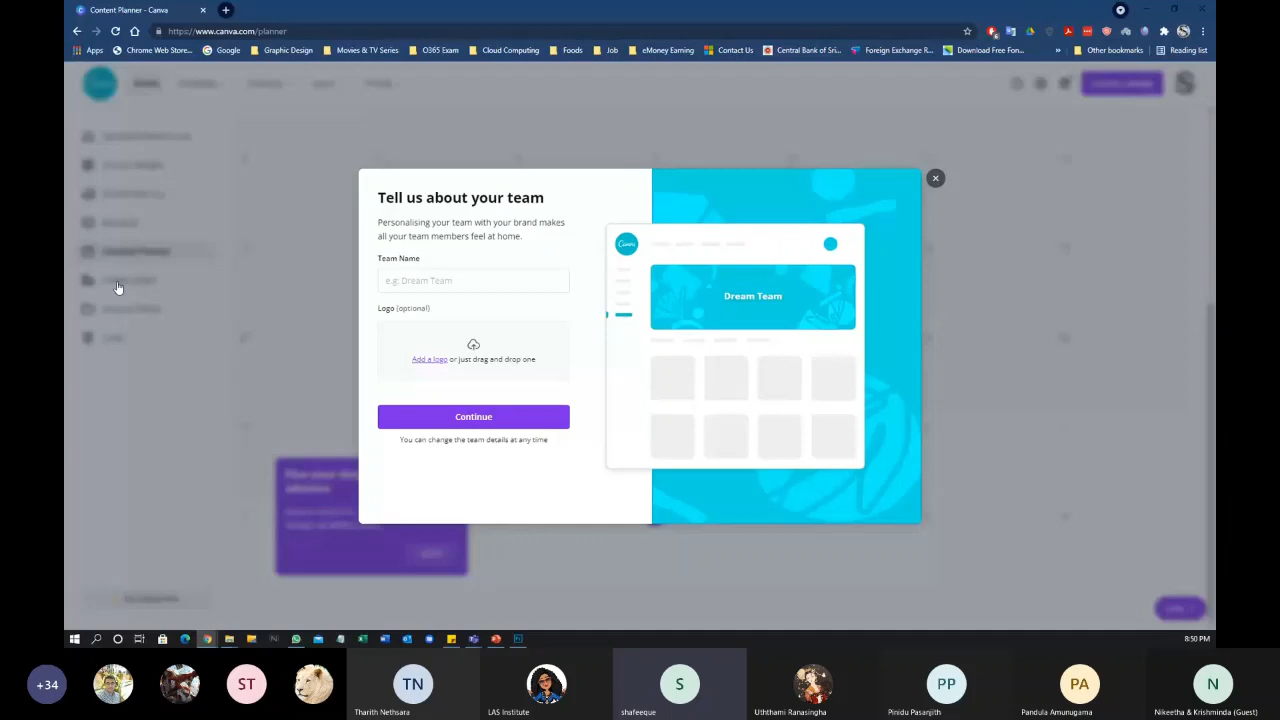 Content Planner - Canva
https://www.canva.com/planner
Apps
Chrome Web Store...
Google
Graphic Design
Movies & TV Series
O365 Exam
Cloud Computing
Foods
Job
eMoney Earning
Contact Us
Central Bank of Sri...
Foreign Exchange R...
Download Free Fon...
»
Other bookmarks
Reading list
Tell us about your team
Personalising your team with your brand makes
all your team members feel at home.
Team Name
e.g: Dream Team
Logo (optional)
Add a logo or just drag and drop one
Continue
You can change the team details at any time
Canva
Dream Team
8:50 PM
+34
ST
TN
Tharith Nethsara
LAS Institute
S
shafeeque
Uththami Ranasingha
PP
Pinidu Pasanjith
PA
Pandula Amunugama
N
Nikeetha & Krishminda (Guest)